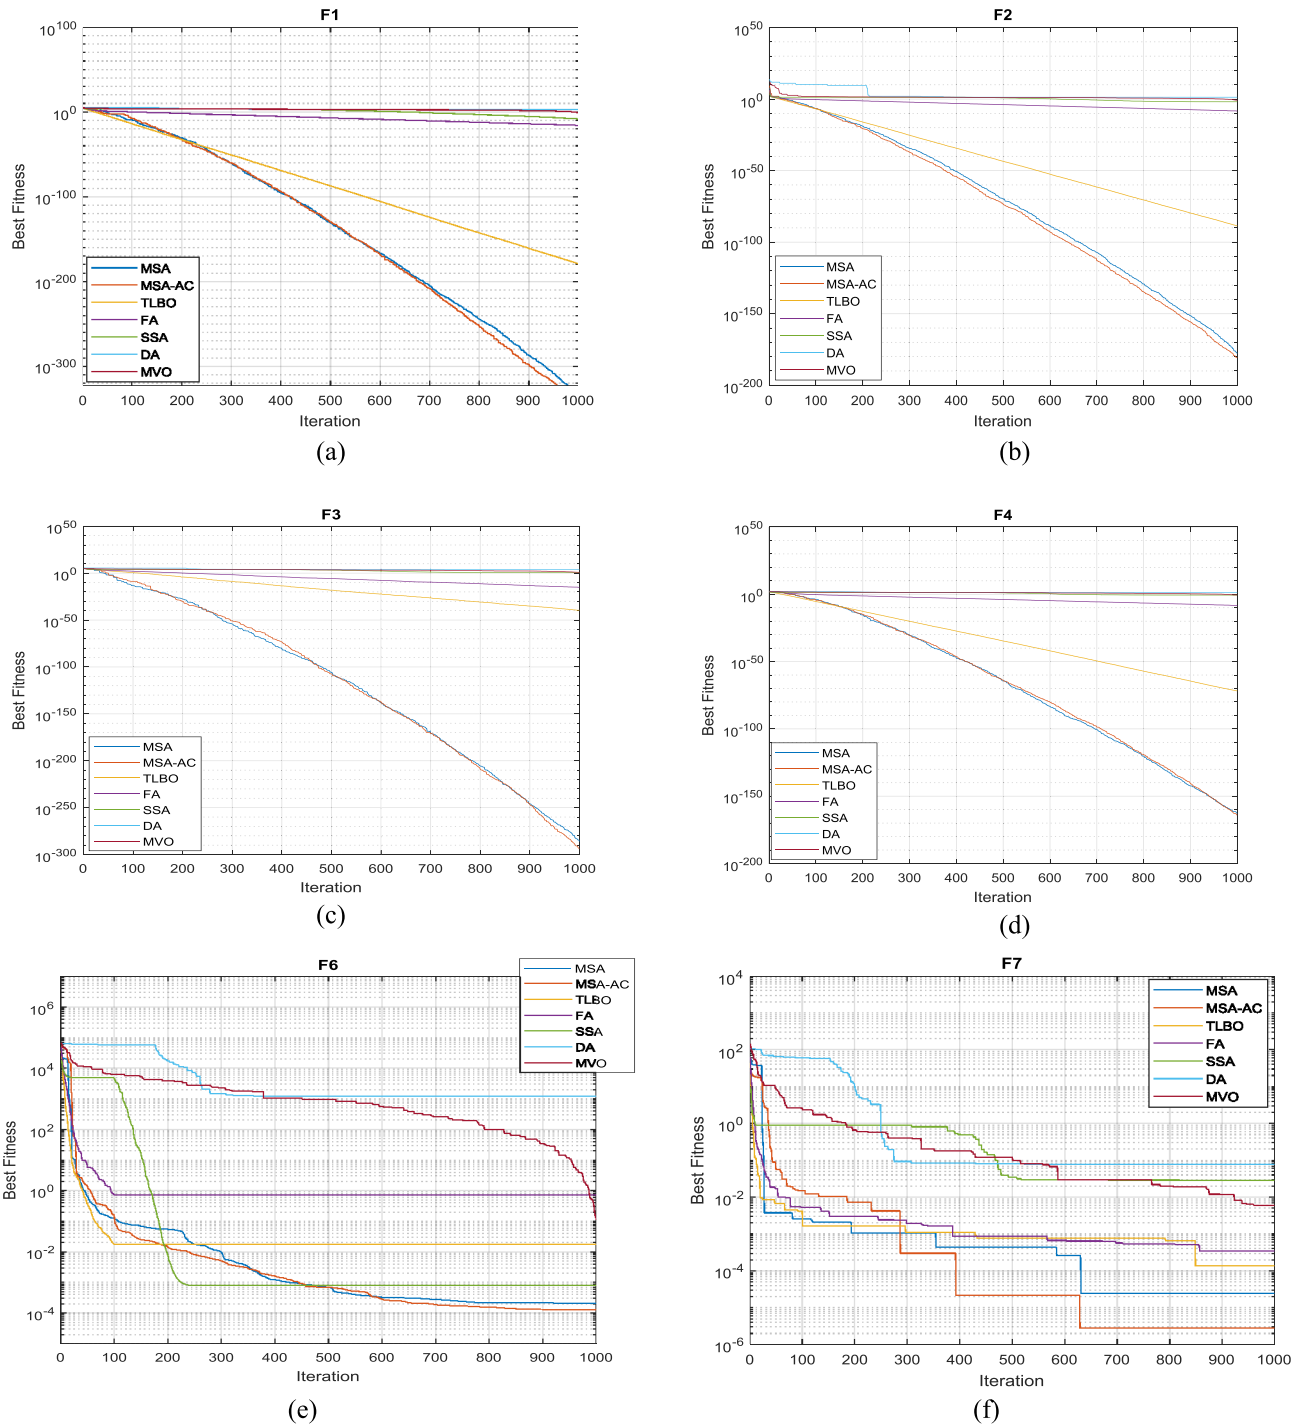 F1
10^100
10^0
10^-100
10^-200
10^-300
Best Fitness
MSA
MSA-AC
TLBO
FA
SSA
DA
MVO
0 100 200 300 400 500 600 700 800 900 1000
Iteration
(a)
F2
10^50
10^0
10^-50
10^-100
10^-150
10^-200
Best Fitness
MSA
MSA-AC
TLBO
FA
SSA
DA
MVO
0 100 200 300 400 500 600 700 800 900 1000
Iteration
(b)
F3
10^50
10^0
10^-50
10^-100
10^-150
10^-200
10^-250
10^-300
Best Fitness
MSA
MSA-AC
TLBO
FA
SSA
DA
MVO
0 100 200 300 400 500 600 700 800 900 1000
Iteration
(c)
F4
10^50
10^0
10^-50
10^-100
10^-150
10^-200
Best Fitness
MSA
MSA-AC
TLBO
FA
SSA
DA
MVO
0 100 200 300 400 500 600 700 800 900 1000
Iteration
(d)
F6
10^6
10^4
10^2
10^0
10^-2
10^-4
Best Fitness
MSA
MSA-AC
TLBO
FA
SSA
DA
MVO
0 100 200 300 400 500 600 700 800 900 1000
Iteration
(e)
F7
10^4
10^2
10^0
10^-2
10^-4
10^-6
Best Fitness
MSA
MSA-AC
TLBO
FA
SSA
DA
MVO
0 100 200 300 400 500 600 700 800 900 1000
Iteration
(f)